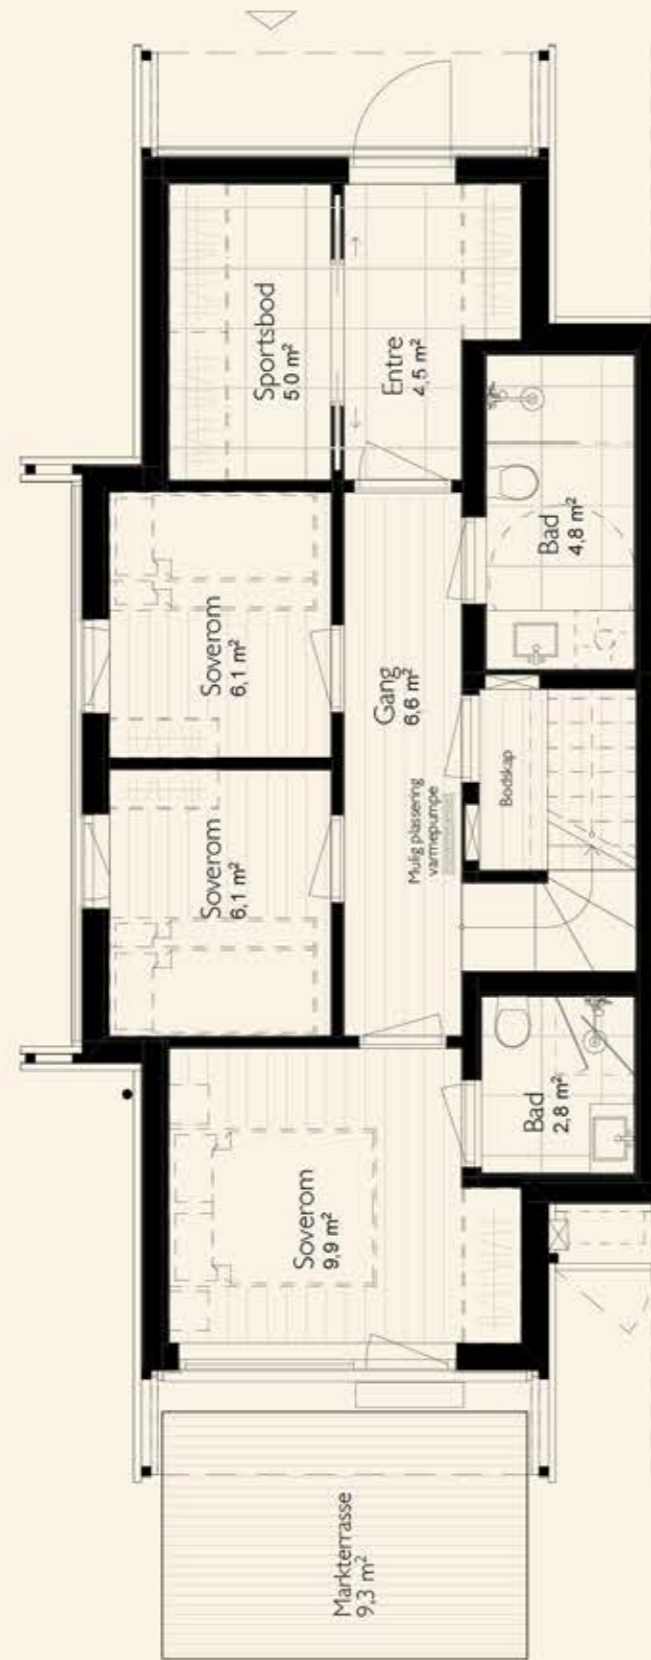 Sportsbod
5.0 m²
Entre
4,5 m²
Bad
4,8 m²
Soverom
6,1 m²
Gang
6,6 m²
Bodskap
Mulig plassering
varmepumpe
Soverom
6,1 m²
Bad
2,8 m²
Soverom
9,9 m²
Markterrasse
9,3 m²